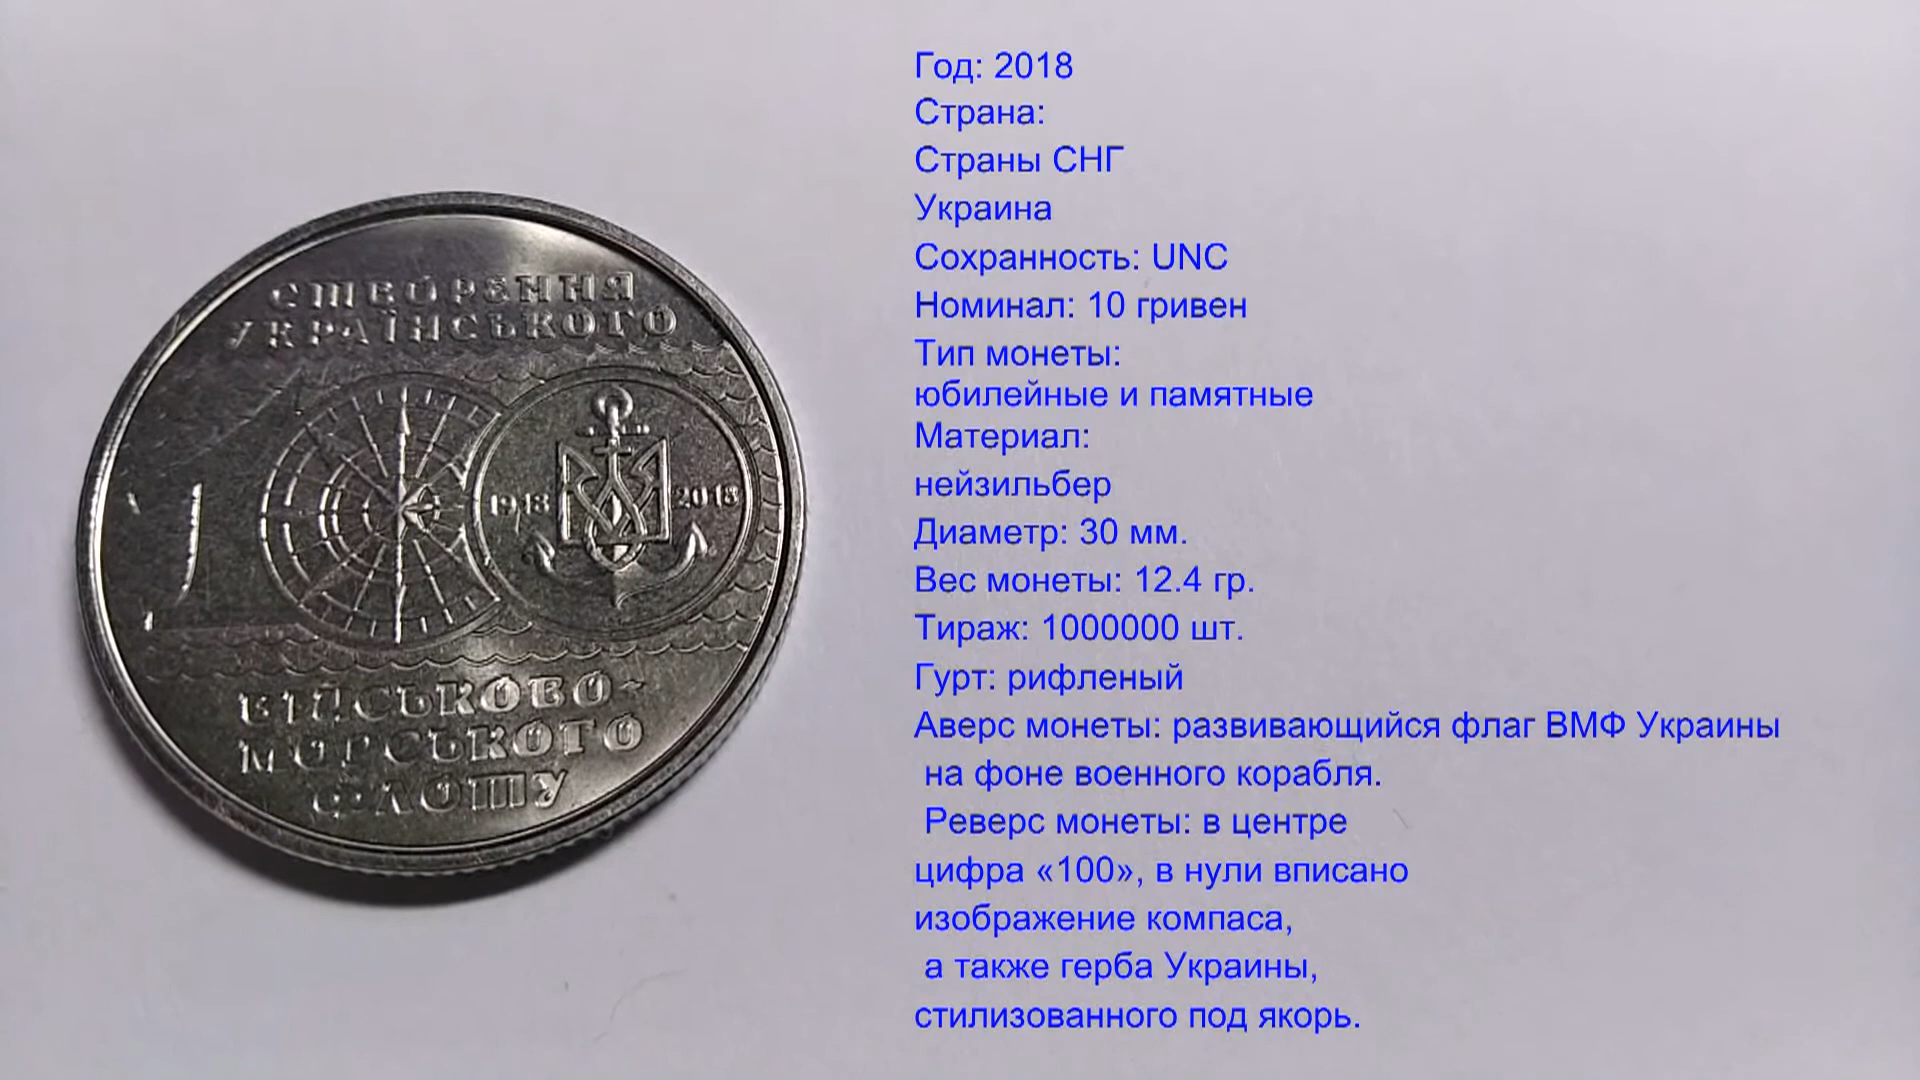 СТВОРЕННЯ
УКРАЇНСЬКОГО
1918
2018
ВІЙСЬКОВО-
МОРСЬКОГО
ФЛОТУ
Год: 2018
Страна:
Страны СНГ
Украина
Сохранность: UNC
Номинал: 10 гривен
Тип монеты:
юбилейные и памятные
Материал:
нейзильбер
Диаметр: 30 мм.
Вес монеты: 12.4 гр.
Тираж: 1000000 шт.
Гурт: рифленый
Аверс монеты: развивающийся флаг ВМФ Украины
на фоне военного корабля.
Реверс монеты: в центре
цифра «100», в нули вписано
изображение компаса,
а также герба Украины,
стилизованного под якорь.